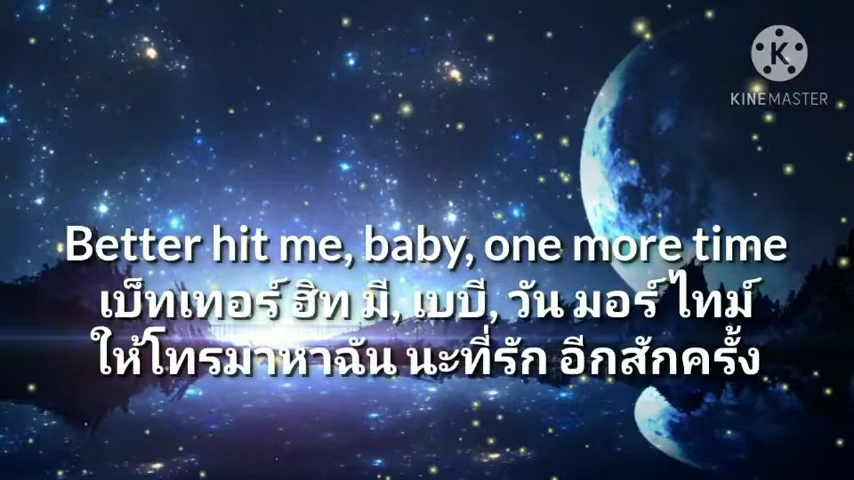 K
KINEMASTER
Better hit me, baby, one more time
เบ็ทเทอร์ ฮิท มี, เบบี, วัน มอร์ ไทม์
ให้โทรมาหาฉัน นะที่รัก อีกสักครั้ง